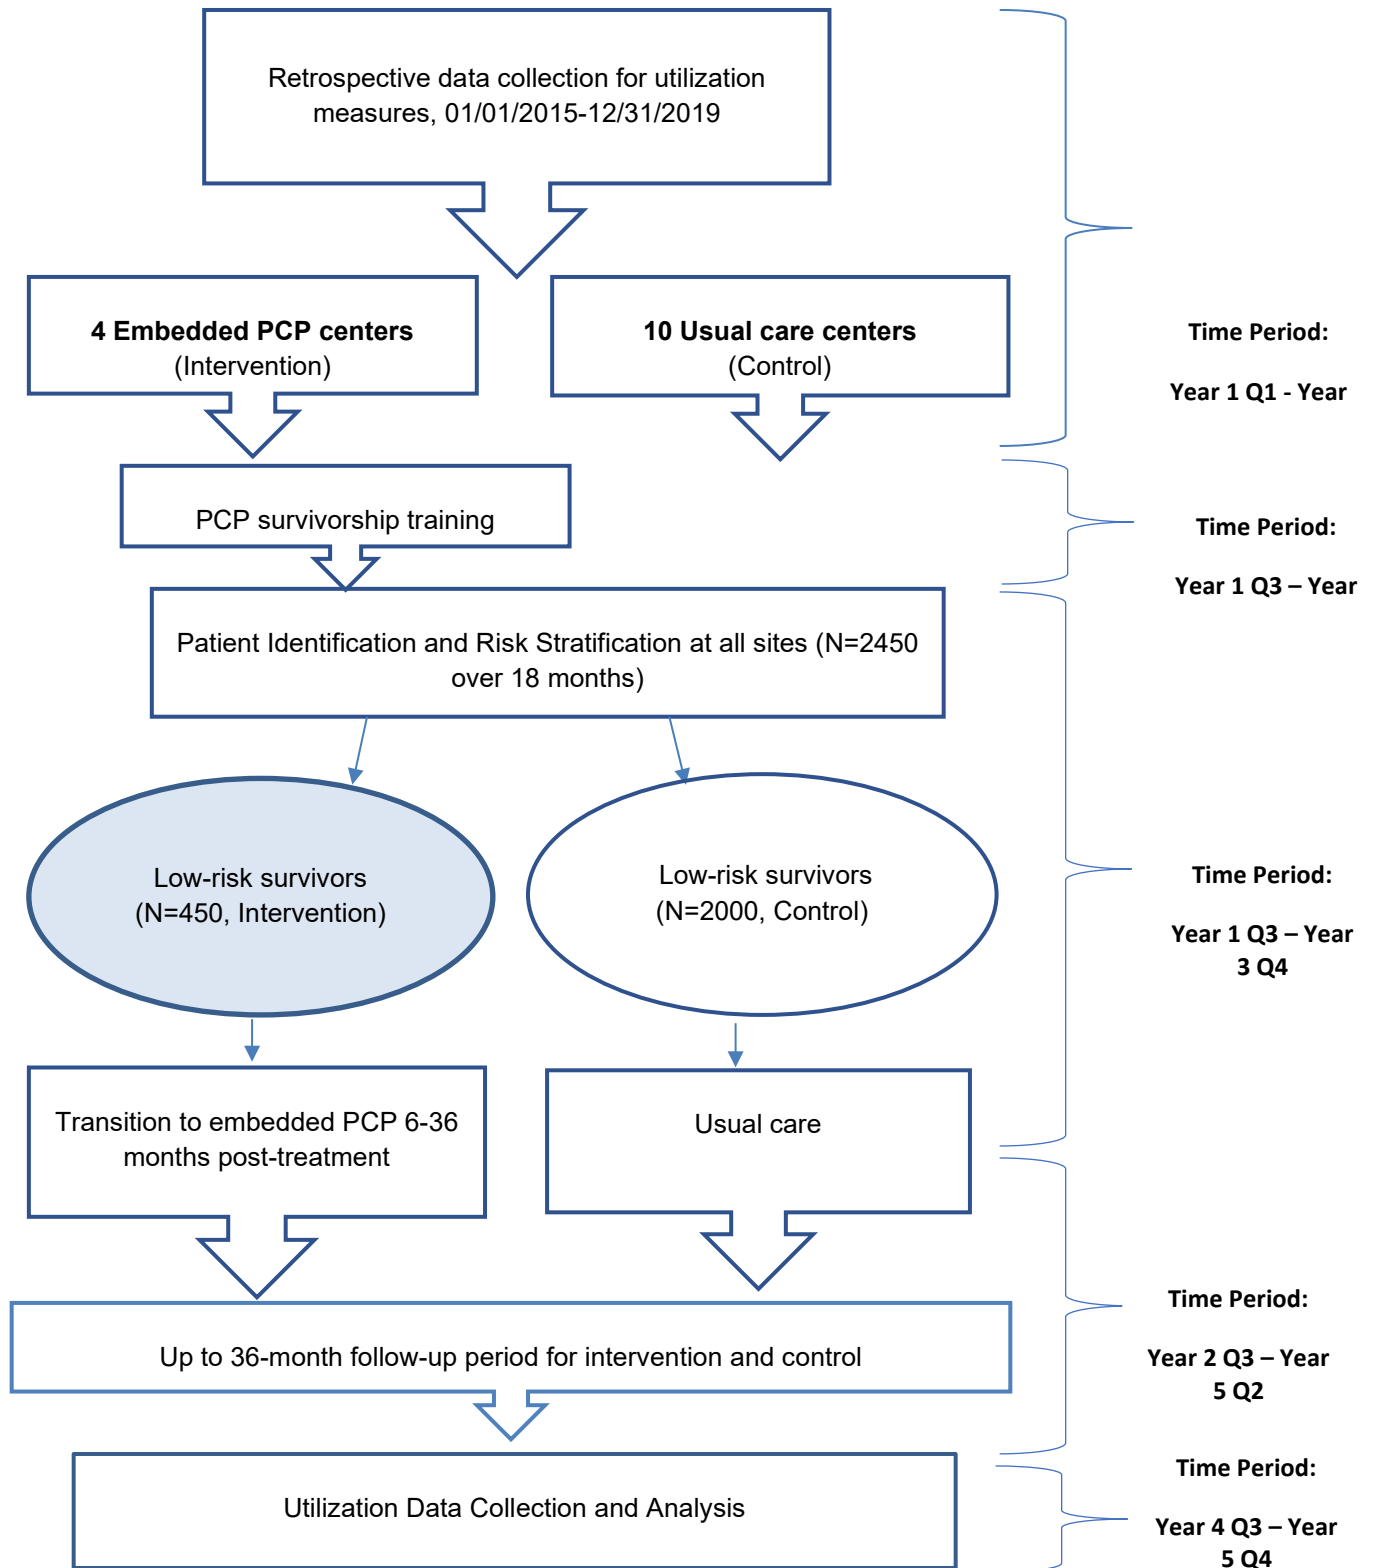 Retrospective data collection for utilization
measures, 01/01/2015-12/31/2019
4 Embedded PCP centers
(Intervention)
10 Usual care centers
(Control)
Time Period:
Year 1 Q1 - Year
PCP survivorship training
Time Period:
Year 1 Q3 – Year
Patient Identification and Risk Stratification at all sites (N=2450
over 18 months)
Low-risk survivors
(N=450, Intervention)
Low-risk survivors
(N=2000, Control)
Time Period:
Year 1 Q3 – Year
3 Q4
Transition to embedded PCP 6-36
months post-treatment
Usual care
Up to 36-month follow-up period for intervention and control
Time Period:
Year 2 Q3 – Year
5 Q2
Utilization Data Collection and Analysis
Time Period:
Year 4 Q3 – Year
5 Q4